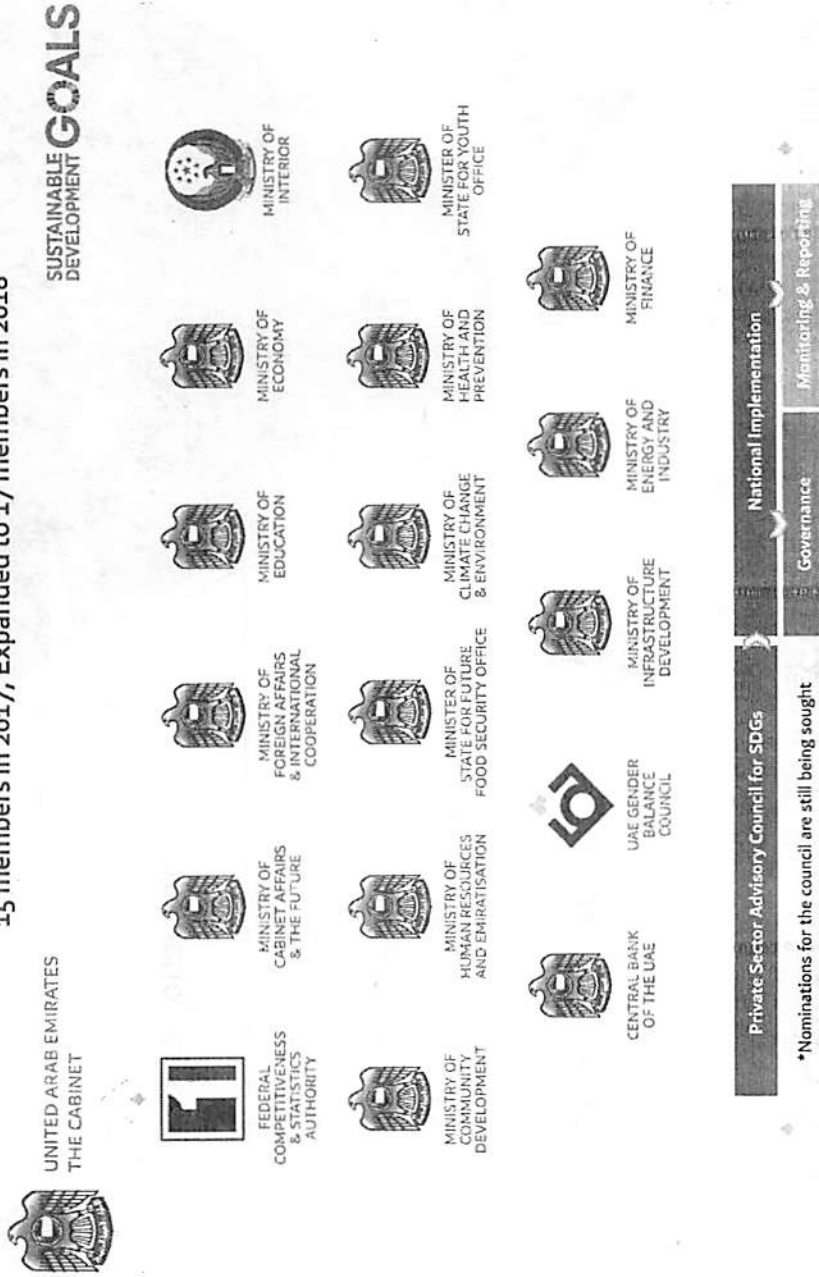 15 members in 2017, Expanded to 17 members in 2018
UNITED ARAB EMIRATES
THE CABINET
SUSTAINABLE
DEVELOPMENT GOALS
FEDERAL
COMPETITIVENESS
& STATISTICS
AUTHORITY
MINISTRY OF
CABINET AFFAIRS
& THE FUTURE
MINISTRY OF
FOREIGN AFFAIRS
& INTERNATIONAL
COOPERATION
MINISTRY OF
EDUCATION
MINISTRY OF
ECONOMY
MINISTRY OF
INTERIOR
MINISTRY OF
COMMUNITY
DEVELOPMENT
MINISTRY OF
HUMAN RESOURCES
AND EMIRATISATION
MINISTER OF
STATE FOR FUTURE
FOOD SECURITY OFFICE
MINISTRY OF
CLIMATE CHANGE
& ENVIRONMENT
MINISTRY OF
HEALTH AND
PREVENTION
MINISTER OF
STATE FOR YOUTH
OFFICE
CENTRAL BANK
OF THE UAE
UAE GENDER
BALANCE
COUNCIL
MINISTRY OF
INFRASTRUCTURE
DEVELOPMENT
MINISTRY OF
ENERGY AND
INDUSTRY
MINISTRY OF
FINANCE
Private Sector Advisory Council for SDGs
National Implementation
Governance
Monitoring & Reporting
*Nominations for the council are still being sought